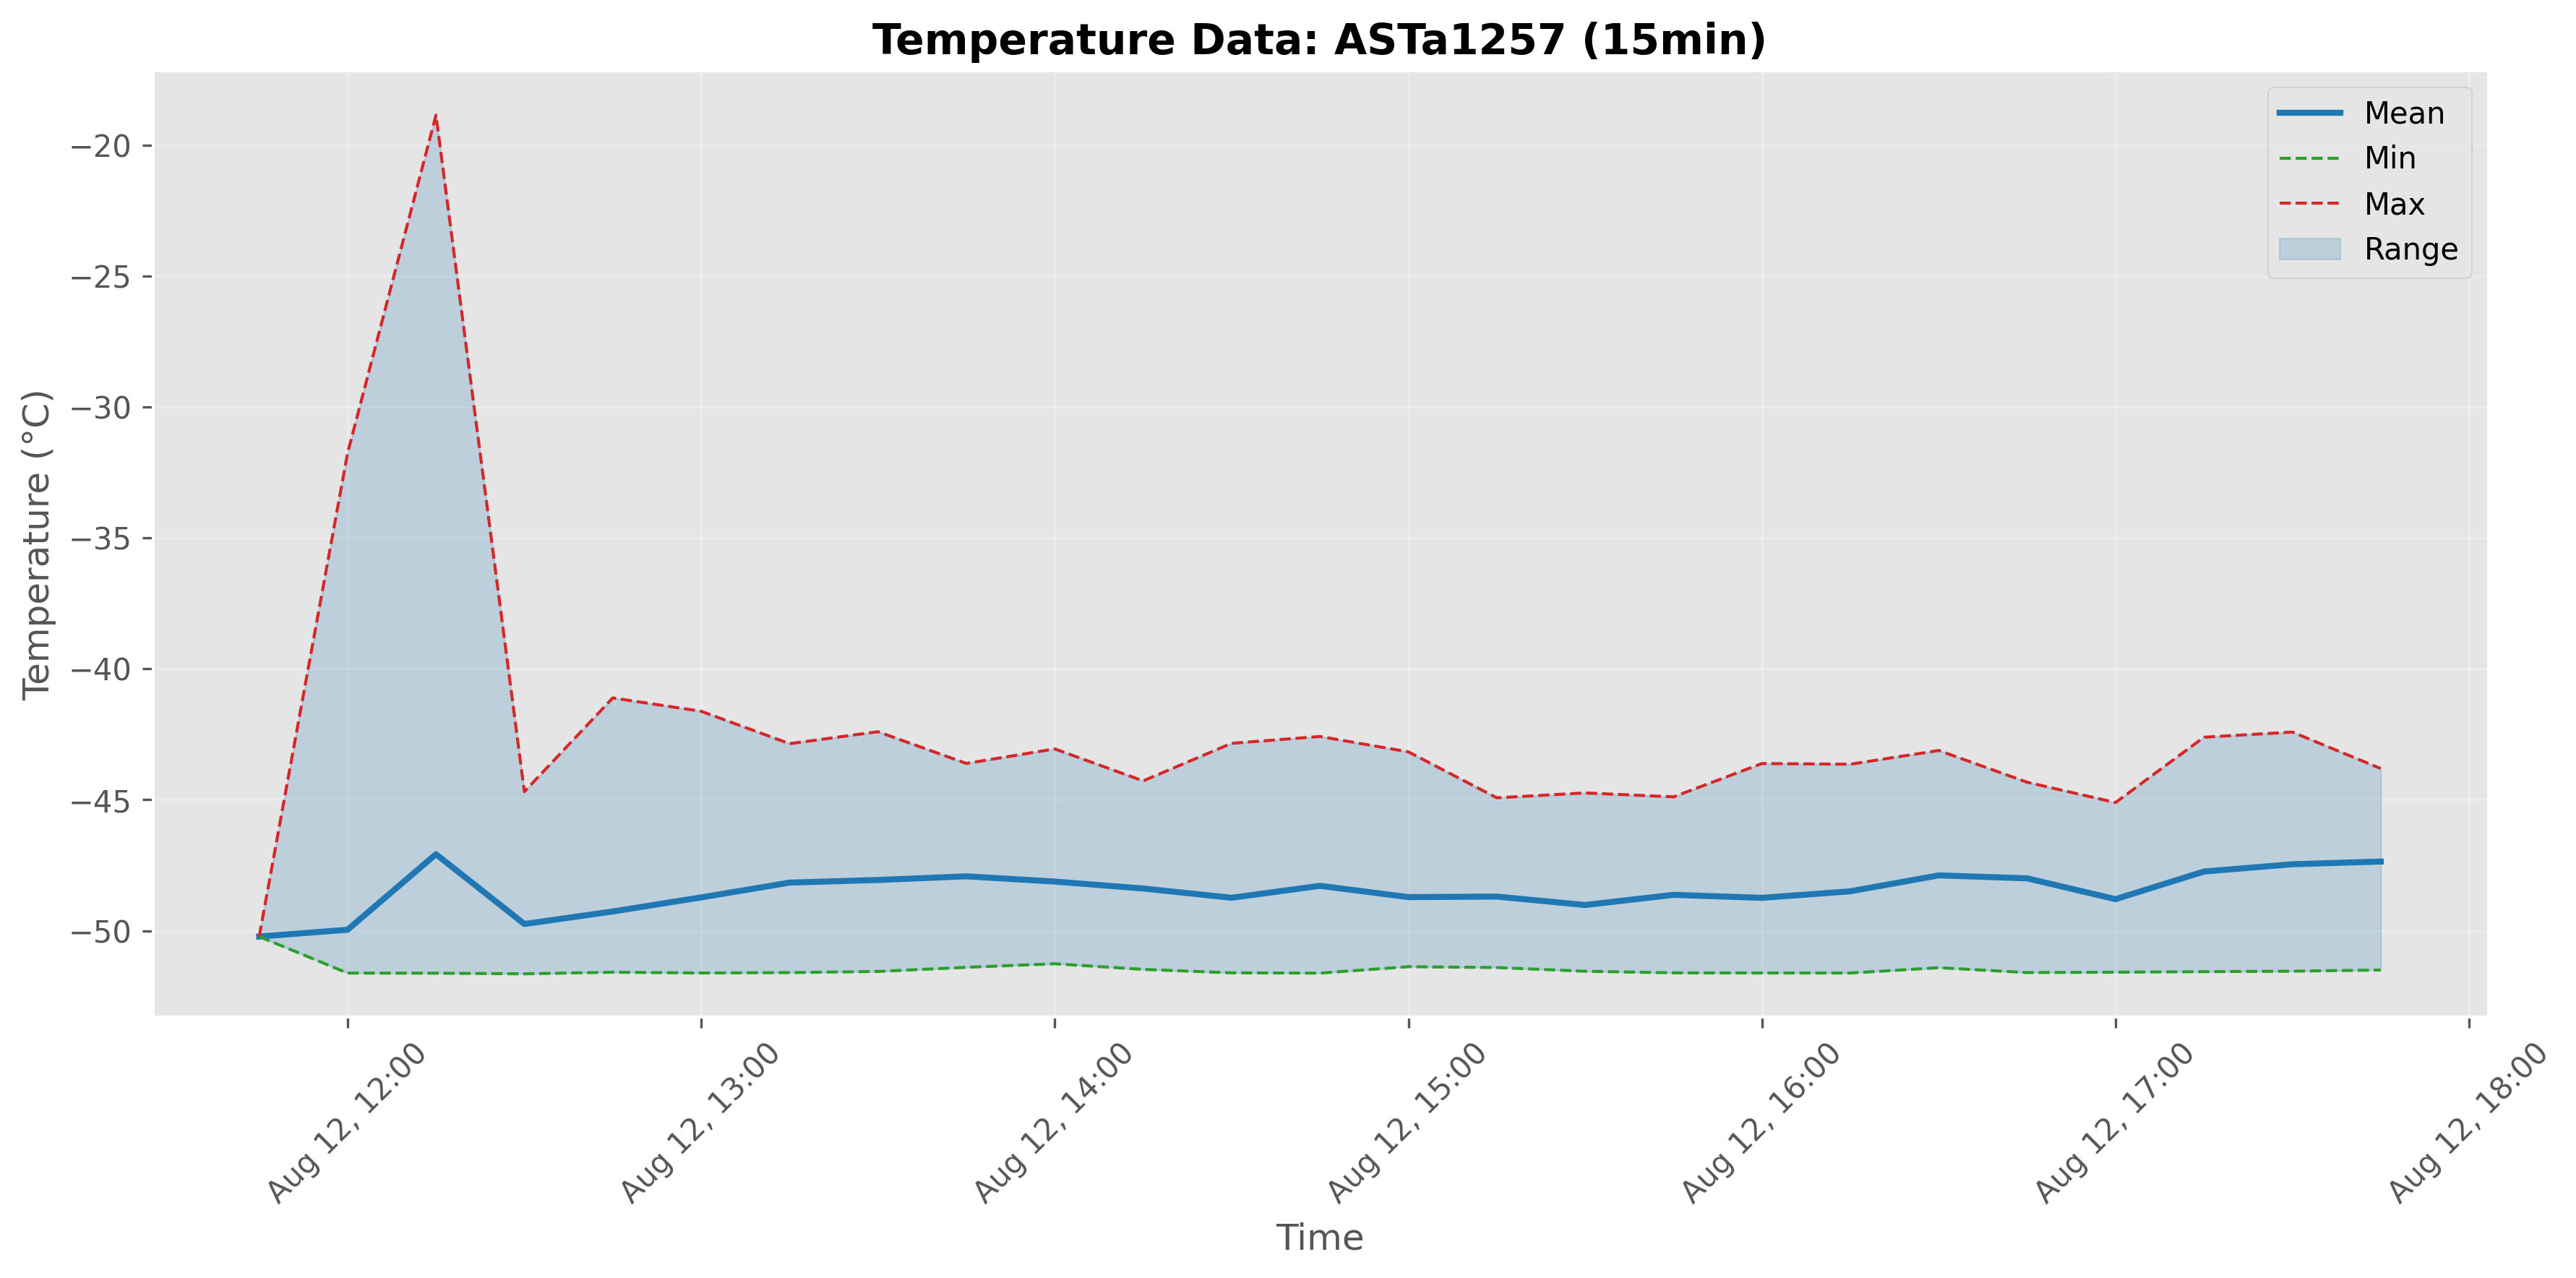 Temperature Data: ASTa1257 (15min)
Mean
Min
Max
Range
Temperature (°C)
−20
−25
−30
−35
−40
−45
−50
Aug 12, 12:00
Aug 12, 13:00
Aug 12, 14:00
Aug 12, 15:00
Aug 12, 16:00
Aug 12, 17:00
Aug 12, 18:00
Time